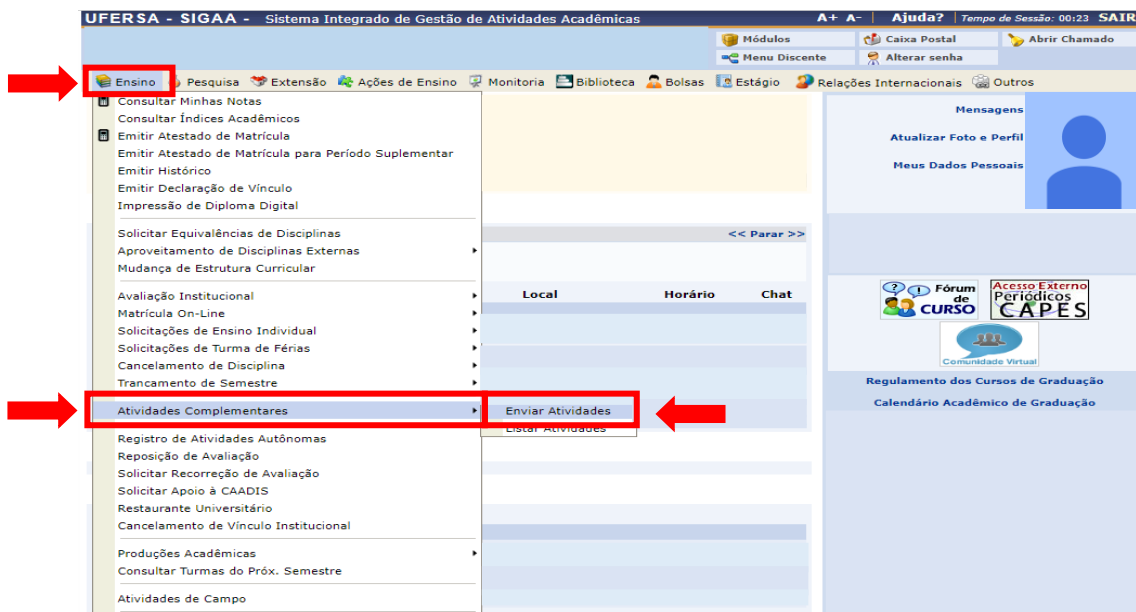 UFERSA - SIGAA - Sistema Integrado de Gestão de Atividades Acadêmicas
A+ A- | Ajuda? | Tempo de Sessão: 00:23 SAIR
Módulos
Caixa Postal
Abrir Chamado
Menu Discente
Alterar senha
Ensino Pesquisa Extensão Ações de Ensino Monitoria Biblioteca Bolsas Estágio Relações Internacionais Outros
Consultar Minhas Notas
Consultar Índices Acadêmicos
Emitir Atestado de Matrícula
Emitir Atestado de Matrícula para Período Suplementar
Emitir Histórico
Emitir Declaração de Vínculo
Impressão de Diploma Digital
Solicitar Equivalências de Disciplinas
Aproveitamento de Disciplinas Externas
Mudança de Estrutura Curricular
Avaliação Institucional
Matrícula On-Line
Solicitações de Ensino Individual
Solicitações de Turma de Férias
Cancelamento de Disciplina
Trancamento de Semestre
Atividades Complementares
Enviar Atividades
Listar Atividades
Registro de Atividades Autônomas
Reposição de Avaliação
Solicitar Recorreção de Avaliação
Solicitar Apoio à CAADIS
Restaurante Universitário
Cancelamento de Vínculo Institucional
Produções Acadêmicas
Consultar Turmas do Próx. Semestre
Atividades de Campo
<< Parar >>
Local Horário Chat
Mensagens
Atualizar Foto e Perfil
Meus Dados Pessoais
Fórum
de
CURSO
Acesso Externo
Periódicos
CAPES
Comunidade Virtual
Regulamento dos Cursos de Graduação
Calendário Acadêmico de Graduação